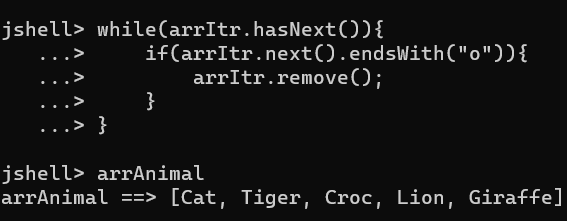 jshell> while(arrItr.hasNext()){
   ...>     if(arrItr.next().endsWith("o")){
   ...>         arrItr.remove();
   ...>     }
   ...> }
jshell> arrAnimal
arrAnimal ==> [Cat, Tiger, Croc, Lion, Giraffe]